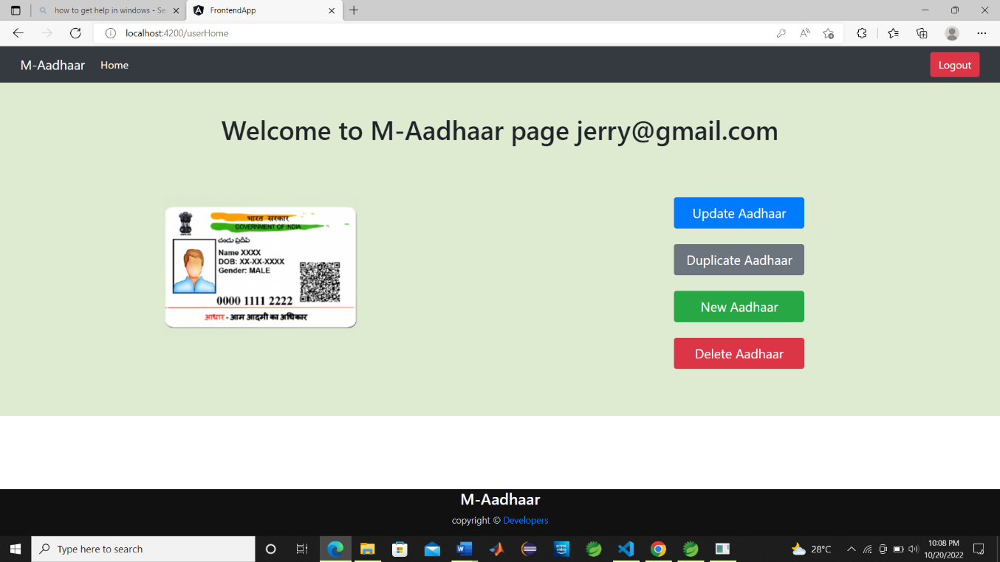 how to get help in windows - Se
FrontendApp
localhost:4200/userHome
M-Aadhaar
Home
Logout
Welcome to M-Aadhaar page jerry@gmail.com
भारत सरकार
GOVERNMENT OF INDIA
చందు ప్రదీప్
Name XXXX
DOB: XX-XX-XXXX
Gender: MALE
0000 1111 2222
आधार - आम आदमी का अधिकार
Update Aadhaar
Duplicate Aadhaar
New Aadhaar
Delete Aadhaar
M-Aadhaar
copyright © Developers
Type here to search
prime video
28°C
10:08 PM
10/20/2022